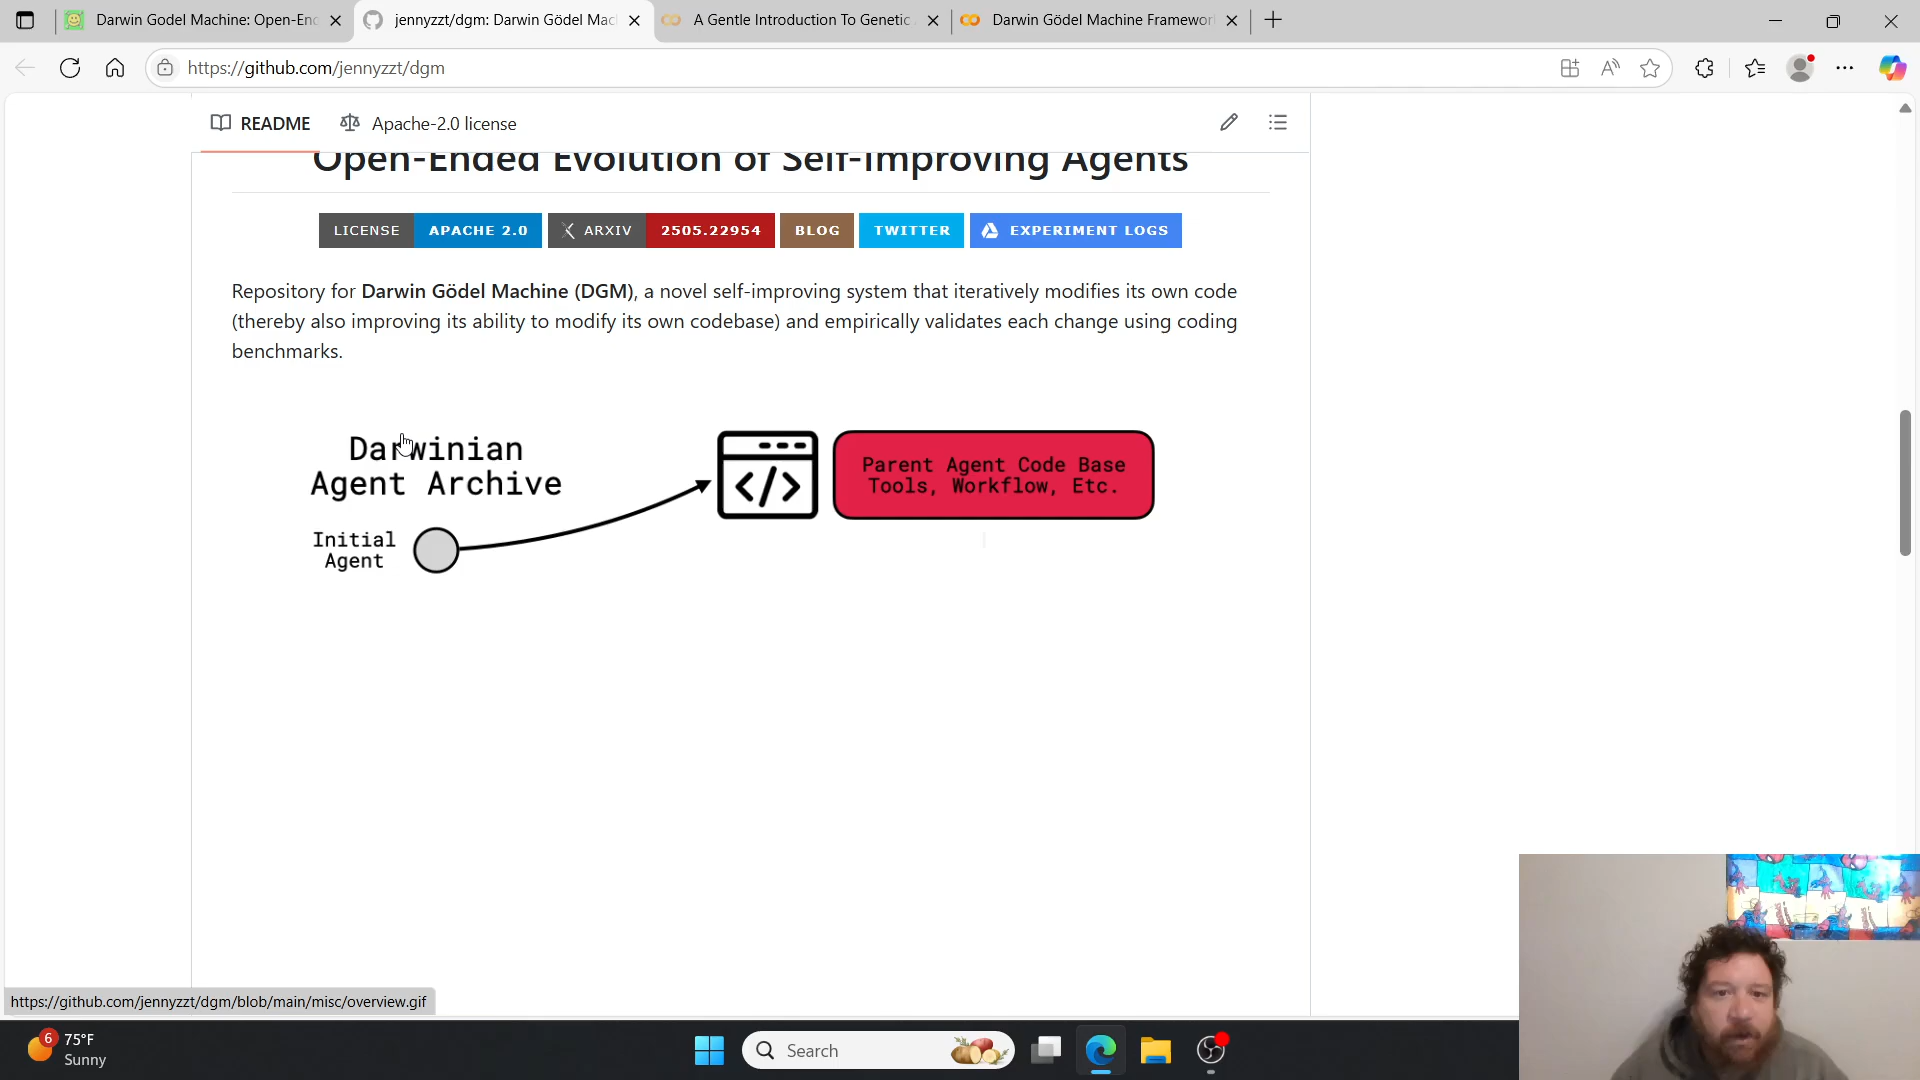 Darwin Godel Machine: Open-End
jennyzzt/dgm: Darwin Gödel Mac
A Gentle Introduction To Genetic
Darwin Gödel Machine Framewor
https://github.com/jennyzzt/dgm
README
Apache-2.0 license
Open-Ended Evolution of Self-Improving Agents
LICENSE APACHE 2.0
ARXIV 2505.22954
BLOG
TWITTER
EXPERIMENT LOGS
Repository for Darwin Gödel Machine (DGM), a novel self-improving system that iteratively modifies its own code
(thereby also improving its ability to modify its own codebase) and empirically validates each change using coding
benchmarks.
Darwinian
Agent Archive
Initial
Agent
</>
Parent Agent Code Base
Tools, Workflow, Etc.
https://github.com/jennyzzt/dgm/blob/main/misc/overview.gif
6
75°F
Sunny
Search